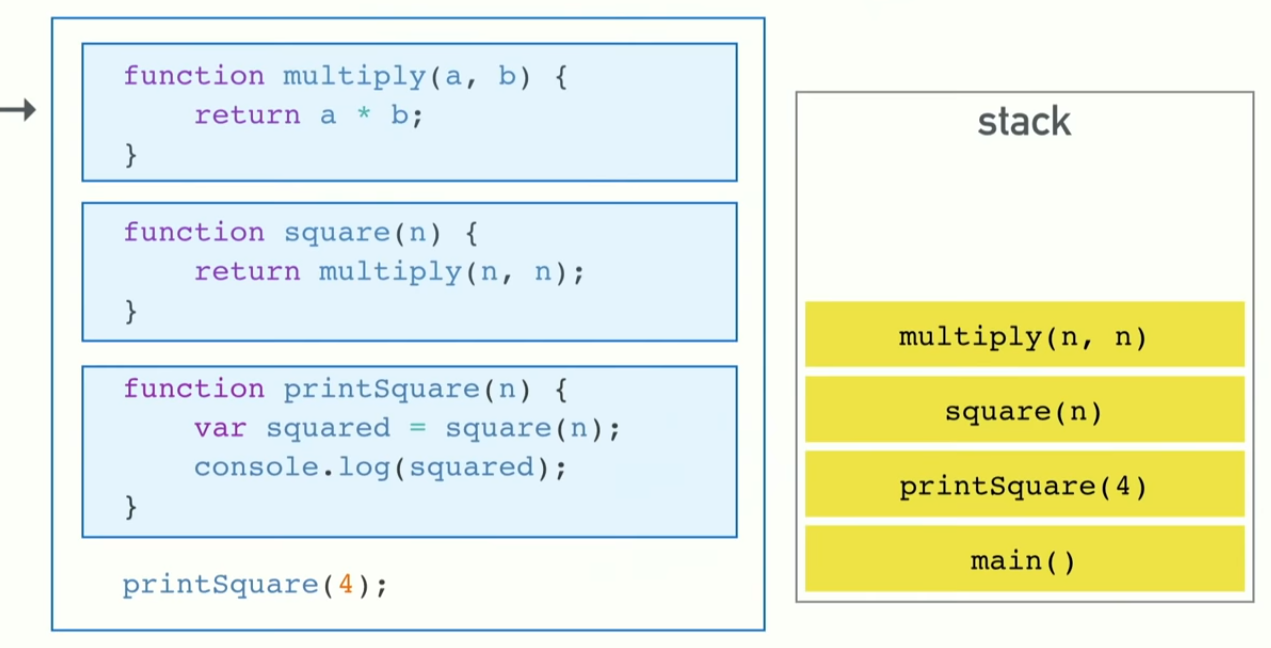 function multiply(a, b) {
    return a * b;
}
function square(n) {
    return multiply(n, n);
}
function printSquare(n) {
    var squared = square(n);
    console.log(squared);
}
printSquare(4);
stack
multiply(n, n)
square(n)
printSquare(4)
main()